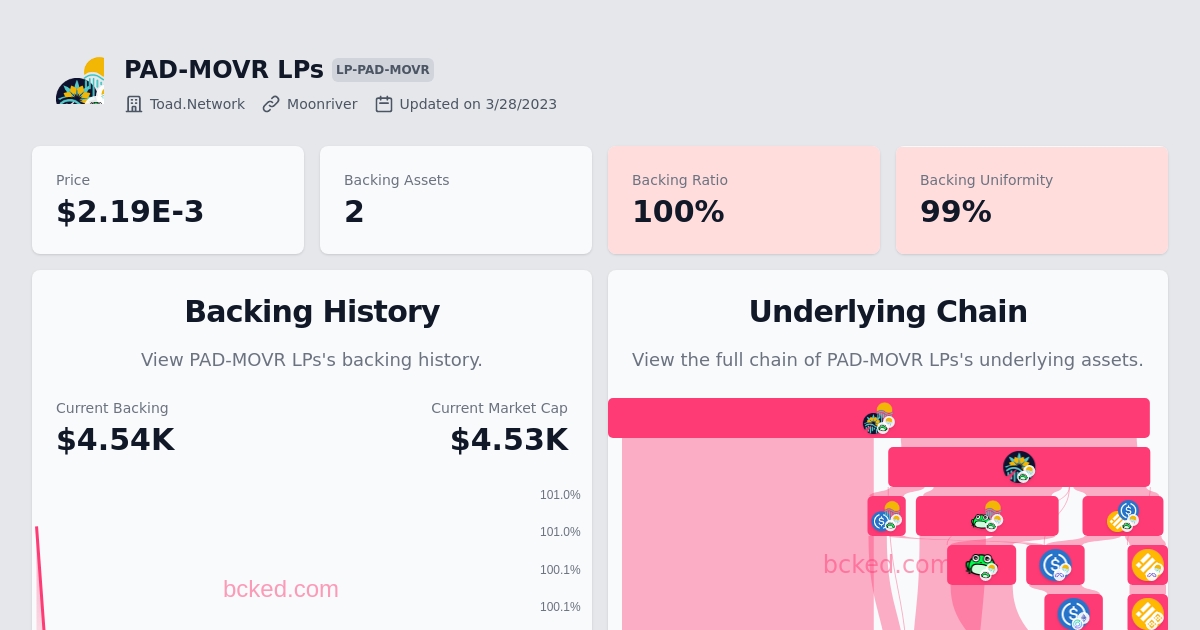 PAD-MOVR LPs LP-PAD-MOVR
Toad.Network Moonriver Updated on 3/28/2023
Price
$2.19E-3
Backing Assets
2
Backing Ratio
100%
Backing Uniformity
99%
Backing History
View PAD-MOVR LPs's backing history.
Current Backing
$4.54K
Current Market Cap
$4.53K
101.0%
101.0%
100.1%
100.1%
bcked.com
Underlying Chain
View the full chain of PAD-MOVR LPs's underlying assets.
bcked.com